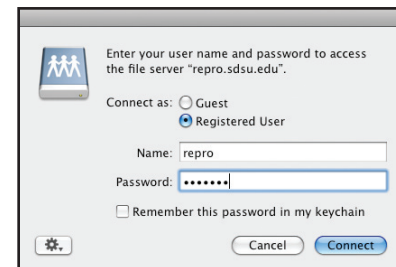 Enter your user name and password to access
the file server “repro.sdsu.edu”.
Connect as: Guest
Registered User
Name: repro
Password: •••••••
Remember this password in my keychain
Cancel Connect